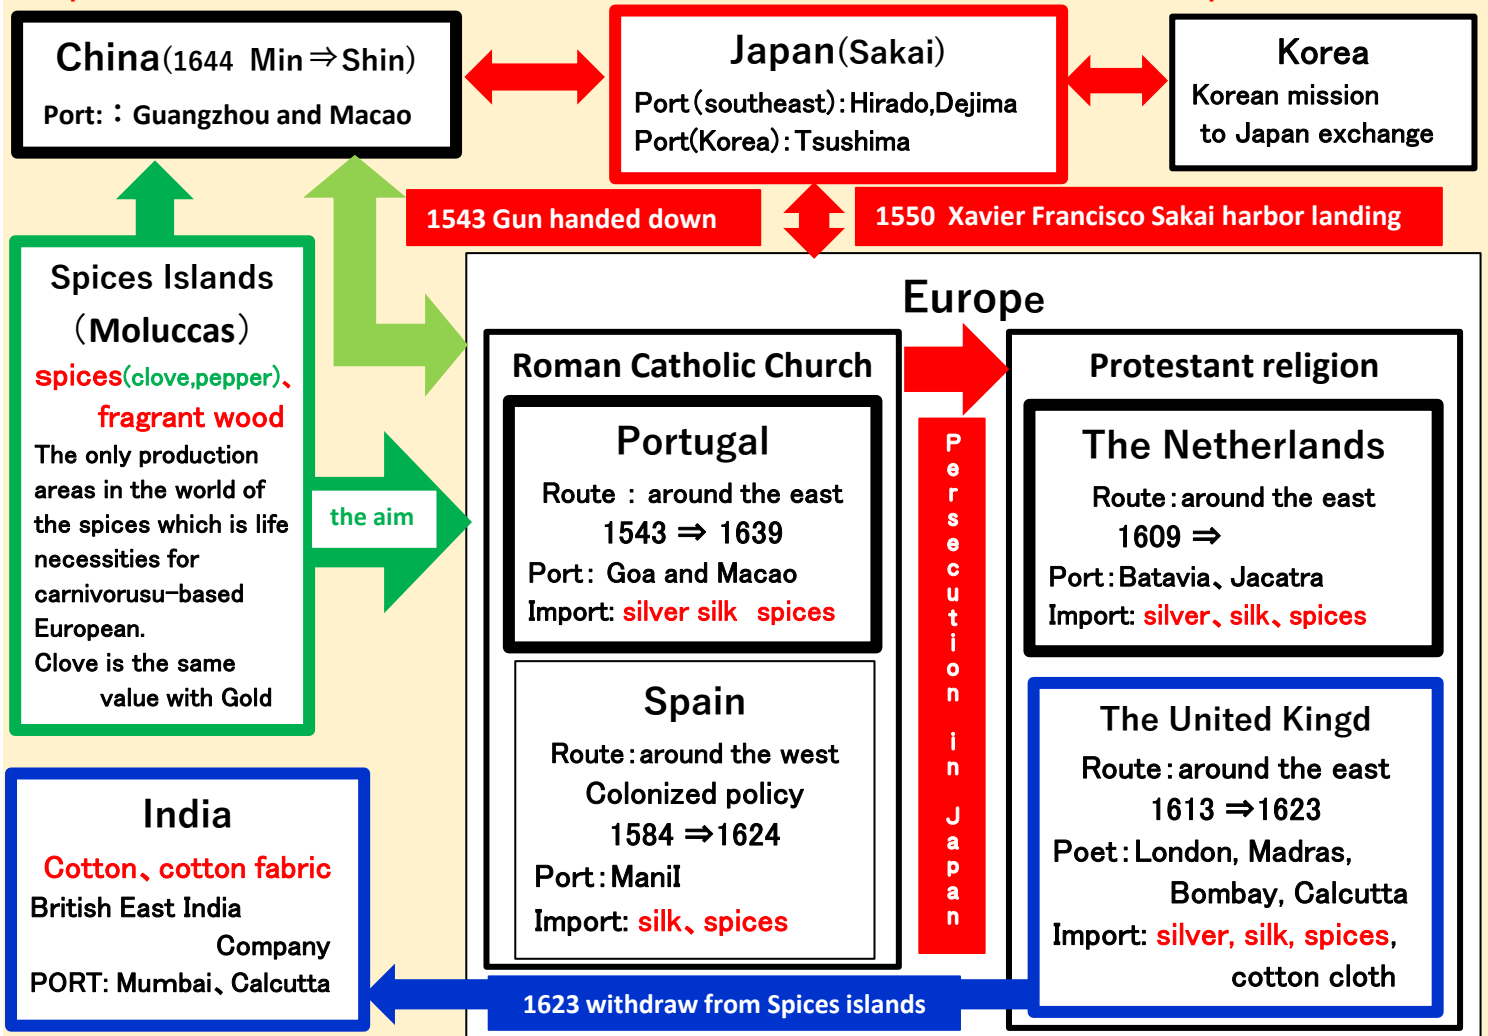 China(1644 Min⇒Shin)
Port:：Guangzhou and Macao
Japan(Sakai)
Port(southeast):Hirado,Dejima
Port(Korea):Tsushima
Korea
Korean mission
to Japan exchange
1543 Gun handed down
1550 Xavier Francisco Sakai harbor landing
Spices Islands
（Moluccas）
spices(clove,pepper)、
fragrant wood
The only production
areas in the world of
the spices which is life
necessities for
carnivorusu-based
European.
Clove is the same
value with Gold
the aim
Europe
Roman Catholic Church
Portugal
Route : around the east
1543 ⇒ 1639
Port: Goa and Macao
Import: silver silk spices
Spain
Route:around the west
Colonized policy
1584 ⇒1624
Port:ManiI
Import: silk、spices
Persecution in Japan
Protestant religion
The Netherlands
Route:around the east
1609 ⇒
Port:Batavia、Jacatra
Import: silver、silk、spices
The United Kingd
Route:around the east
1613 ⇒1623
Poet:London, Madras,
Bombay, Calcutta
Import: silver, silk, spices,
cotton cloth
India
Cotton、cotton fabric
British East India
Company
PORT: Mumbai、Calcutta
1623 withdraw from Spices islands